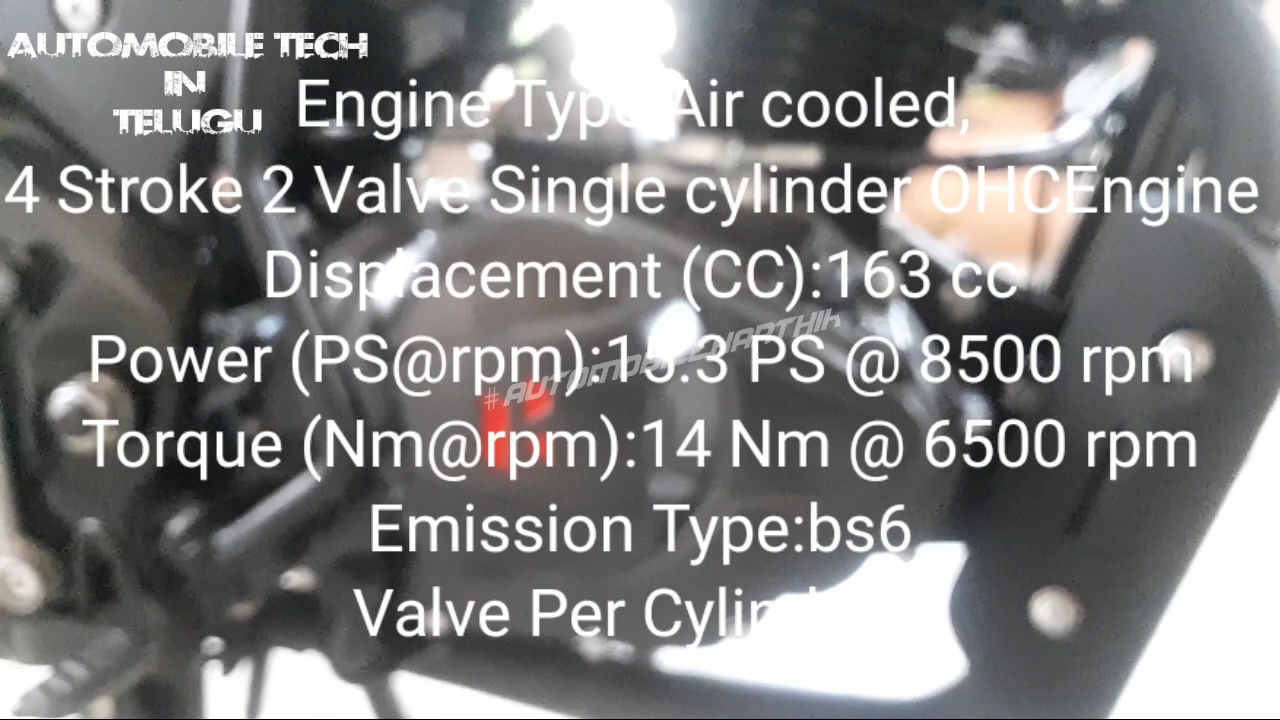 AUTOMOBILE TECH
IN
TELUGU
Engine Type:Air cooled,
4 Stroke 2 Valve Single cylinder OHCEngine
Displacement (CC):163 cc
Power (PS@rpm):15.3 PS @ 8500 rpm
#AUTOMOBILEKARTHIK
Torque (Nm@rpm):14 Nm @ 6500 rpm
Emission Type:bs6
Valve Per